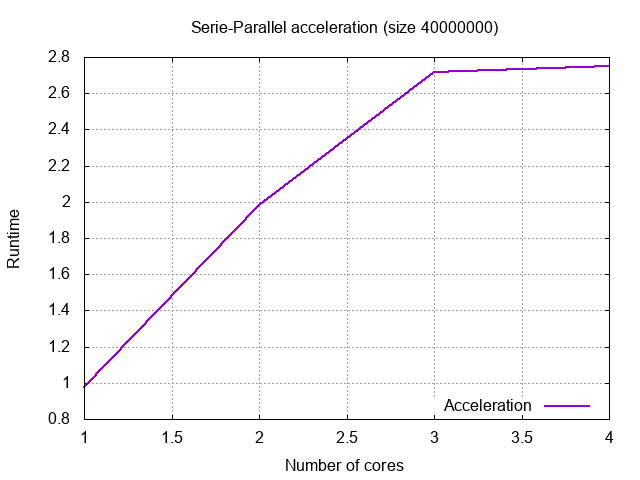 Serie-Parallel acceleration (size 40000000)
2.8
2.6
2.4
2.2
2
1.8
1.6
1.4
1.2
1
0.8
Runtime
Acceleration
1 1.5 2 2.5 3 3.5 4
Number of cores